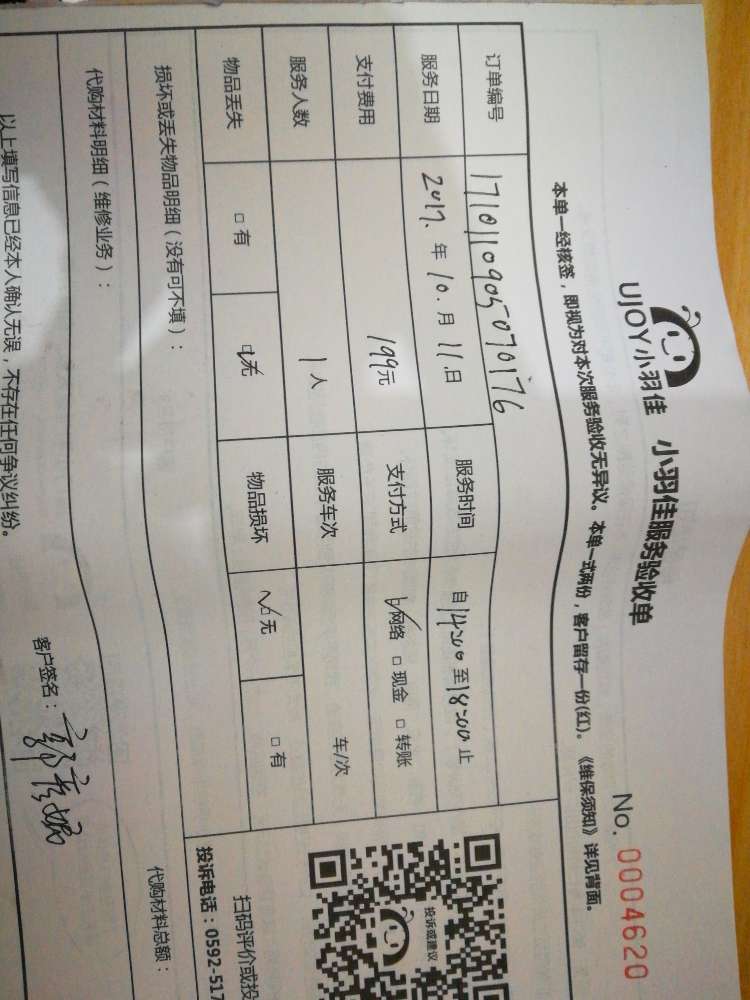 UJOY小羽佳 小羽佳服务验收单 No. 0004620
本单一经核签，即视为对本次服务验收无异议。本单一式两份，客户留存一份(红)。《维保须知》详见背面。
订单编号 1710110905070176
服务日期 2017.年 10.月 11.日 服务时间 自14:00至18:00止
支付费用 199元 支付方式 ☑网络 □现金 □转账
服务人数 1人 服务车次 车/次
物品丢失 □有 ☑无 物品损坏 ☑无 □有
损坏或丢失物品明细（没有可不填）：
代购材料明细（维修业务）： 代购材料总额：
以上填写信息已经本人确认无误，不存在任何争议纠纷。
客户签名：
投诉或建议
扫码评价或投
投诉电话：0592-517